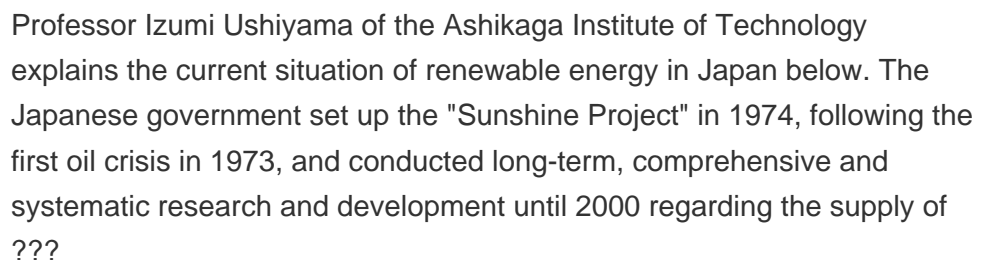 Professor Izumi Ushiyama of the Ashikaga Institute of Technology
explains the current situation of renewable energy in Japan below. The
Japanese government set up the "Sunshine Project" in 1974, following the
first oil crisis in 1973, and conducted long-term, comprehensive and
systematic research and development until 2000 regarding the supply of
???